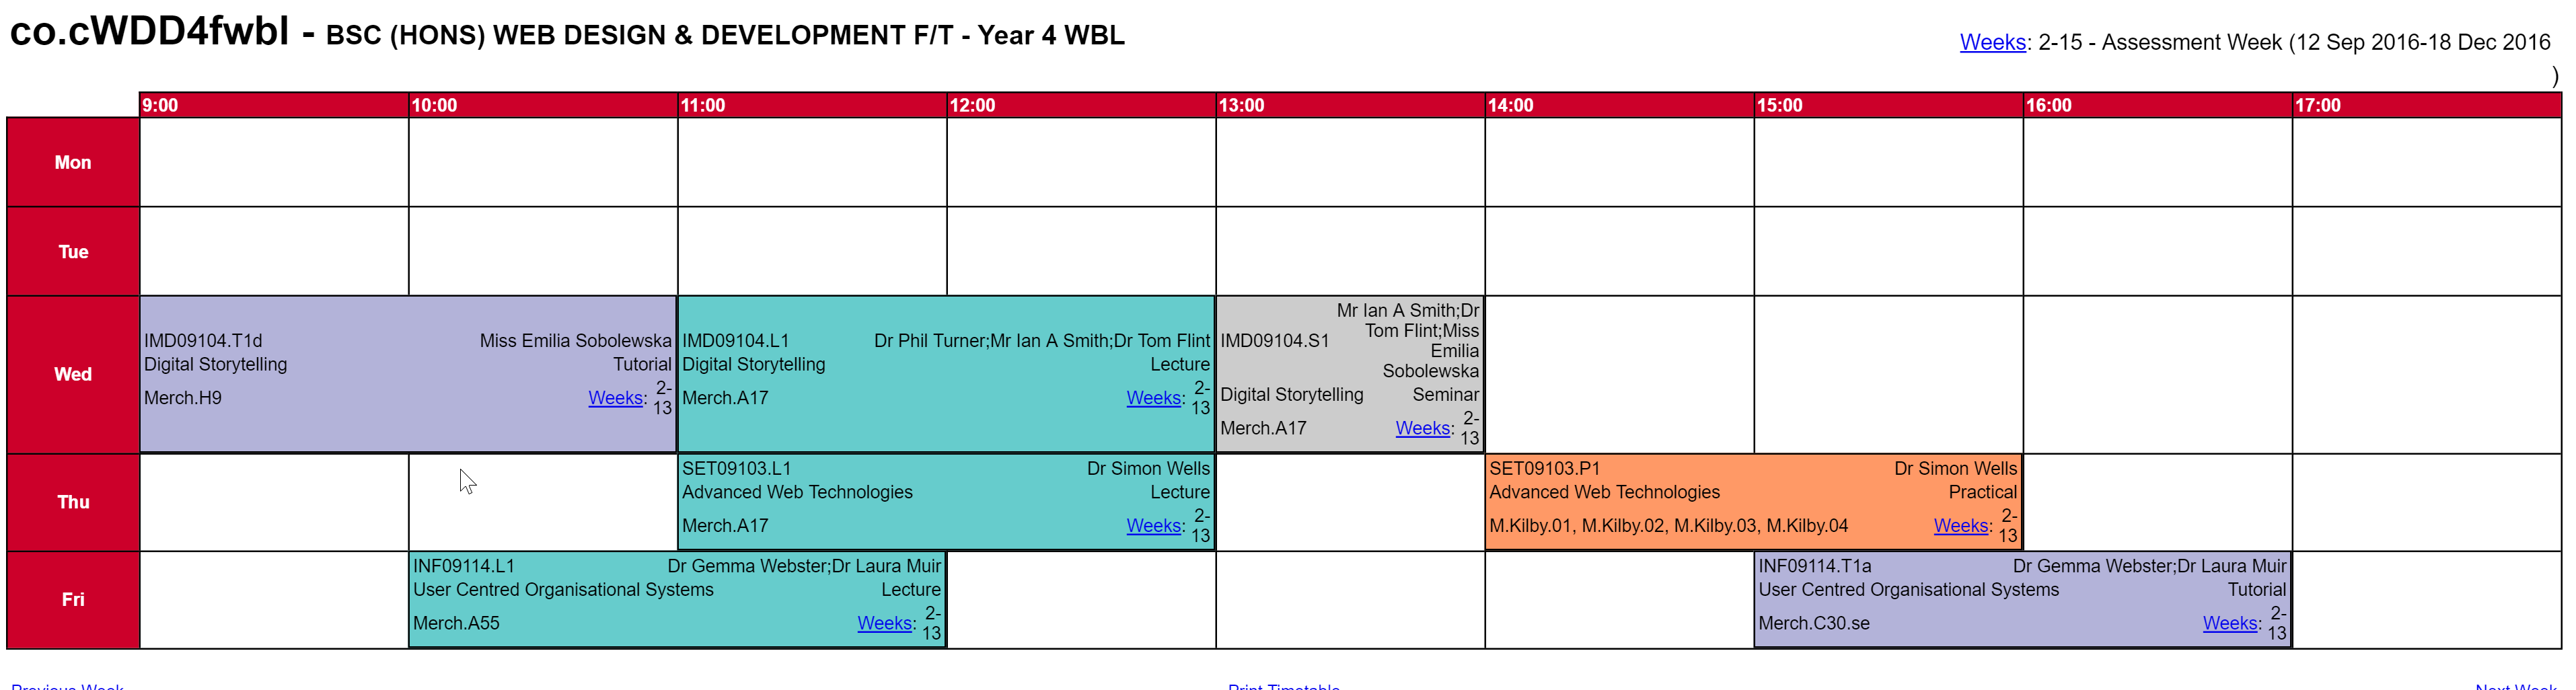 co.cWDD4fwbl - BSC (HONS) WEB DESIGN & DEVELOPMENT F/T - Year 4 WBL
Weeks: 2-15 - Assessment Week (12 Sep 2016-18 Dec 2016
)
9:00 10:00 11:00 12:00 13:00 14:00 15:00 16:00 17:00
Mon
Tue
Wed
IMD09104.T1d Miss Emilia Sobolewska
Digital Storytelling Tutorial
Merch.H9 Weeks: 2-
13
IMD09104.L1 Dr Phil Turner;Mr Ian A Smith;Dr Tom Flint
Digital Storytelling Lecture
Merch.A17 Weeks: 2-
13
Mr Ian A Smith;Dr
Tom Flint;Miss
IMD09104.S1 Emilia
Sobolewska
Digital Storytelling Seminar
Merch.A17 Weeks: 2-
13
Thu
SET09103.L1 Dr Simon Wells
Advanced Web Technologies Lecture
Merch.A17 Weeks: 2-
13
SET09103.P1 Dr Simon Wells
Advanced Web Technologies Practical
M.Kilby.01, M.Kilby.02, M.Kilby.03, M.Kilby.04 Weeks: 2-
13
Fri
INF09114.L1 Dr Gemma Webster;Dr Laura Muir
User Centred Organisational Systems Lecture
Merch.A55 Weeks: 2-
13
INF09114.T1a Dr Gemma Webster;Dr Laura Muir
User Centred Organisational Systems Tutorial
Merch.C30.se Weeks: 2-
13
Previous Week Print Timetable Next Week